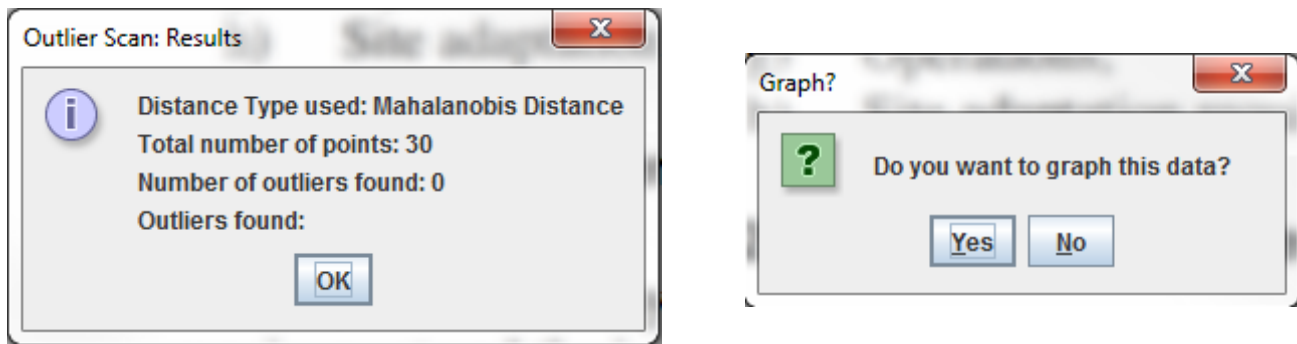 Outlier Scan: Results
Distance Type used: Mahalanobis Distance
Total number of points: 30
Number of outliers found: 0
Outliers found:
OK
Graph?
Do you want to graph this data?
Yes
No